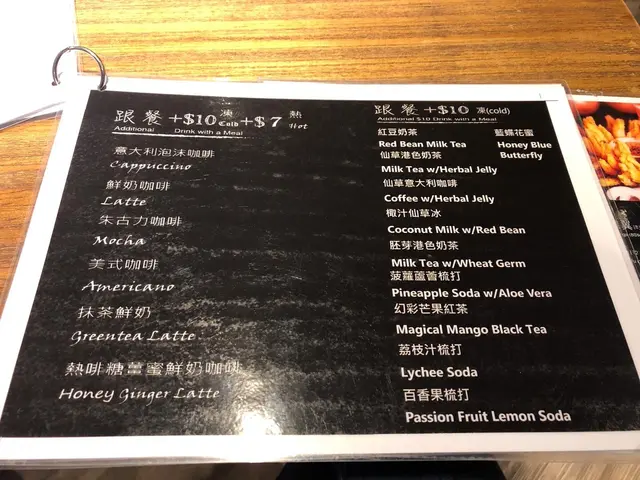 跟餐 +$10 凍 Cold +$7 熱 Hot
Additional Drink with a Meal
意大利泡沫咖啡
Cappuccino
鮮奶咖啡
Latte
朱古力咖啡
Mocha
美式咖啡
Americano
抹茶鮮奶
Greentea Latte
熱啡糖薑蜜鮮奶咖啡
Honey Ginger Latte
跟餐 +$10 凍(cold)
Additional $10 Drink with a Meal
紅豆奶茶
Red Bean Milk Tea
仙草港色奶茶
Milk Tea w/Herbal Jelly
仙草意大利咖啡
Coffee w/Herbal Jelly
椰汁仙草冰
Coconut Milk w/Red Bean
胚芽港色奶茶
Milk Tea w/Wheat Germ
菠蘿蘆薈梳打
Pineapple Soda w/Aloe Vera
幻彩芒果紅茶
Magical Mango Black Tea
荔枝汁梳打
Lychee Soda
百香果梳打
Passion Fruit Lemon Soda
藍蝶花蜜
Honey Blue
Butterfly